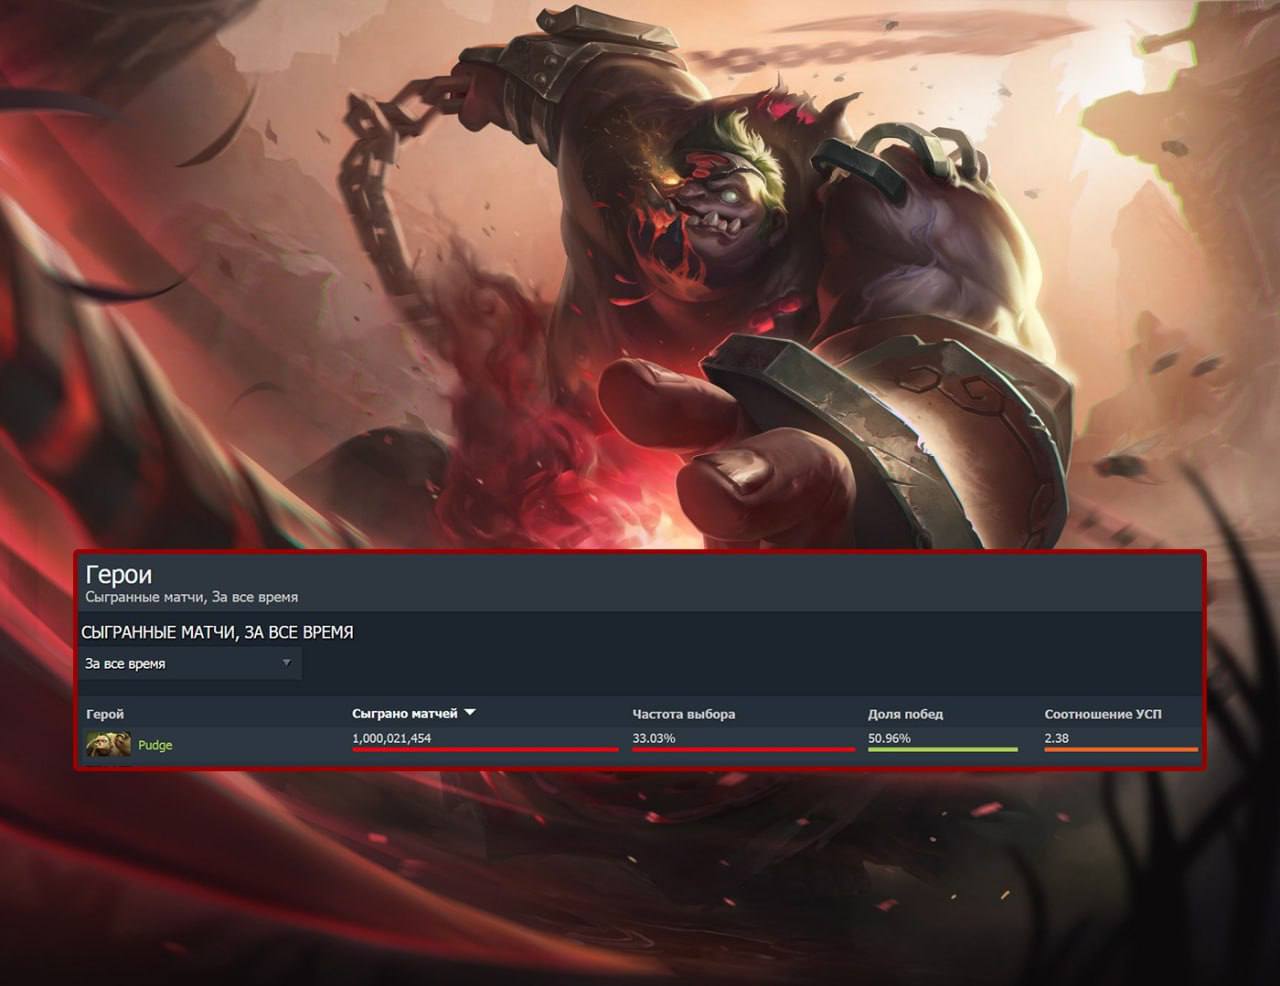 Герои
Сыгранные матчи, За все время
СЫГРАННЫЕ МАТЧИ, ЗА ВСЕ ВРЕМЯ
За все время
Герой Сыграно матчей Частота выбора Доля побед Соотношение УСП
Pudge 1,000,021,454 33.03% 50.96% 2.38